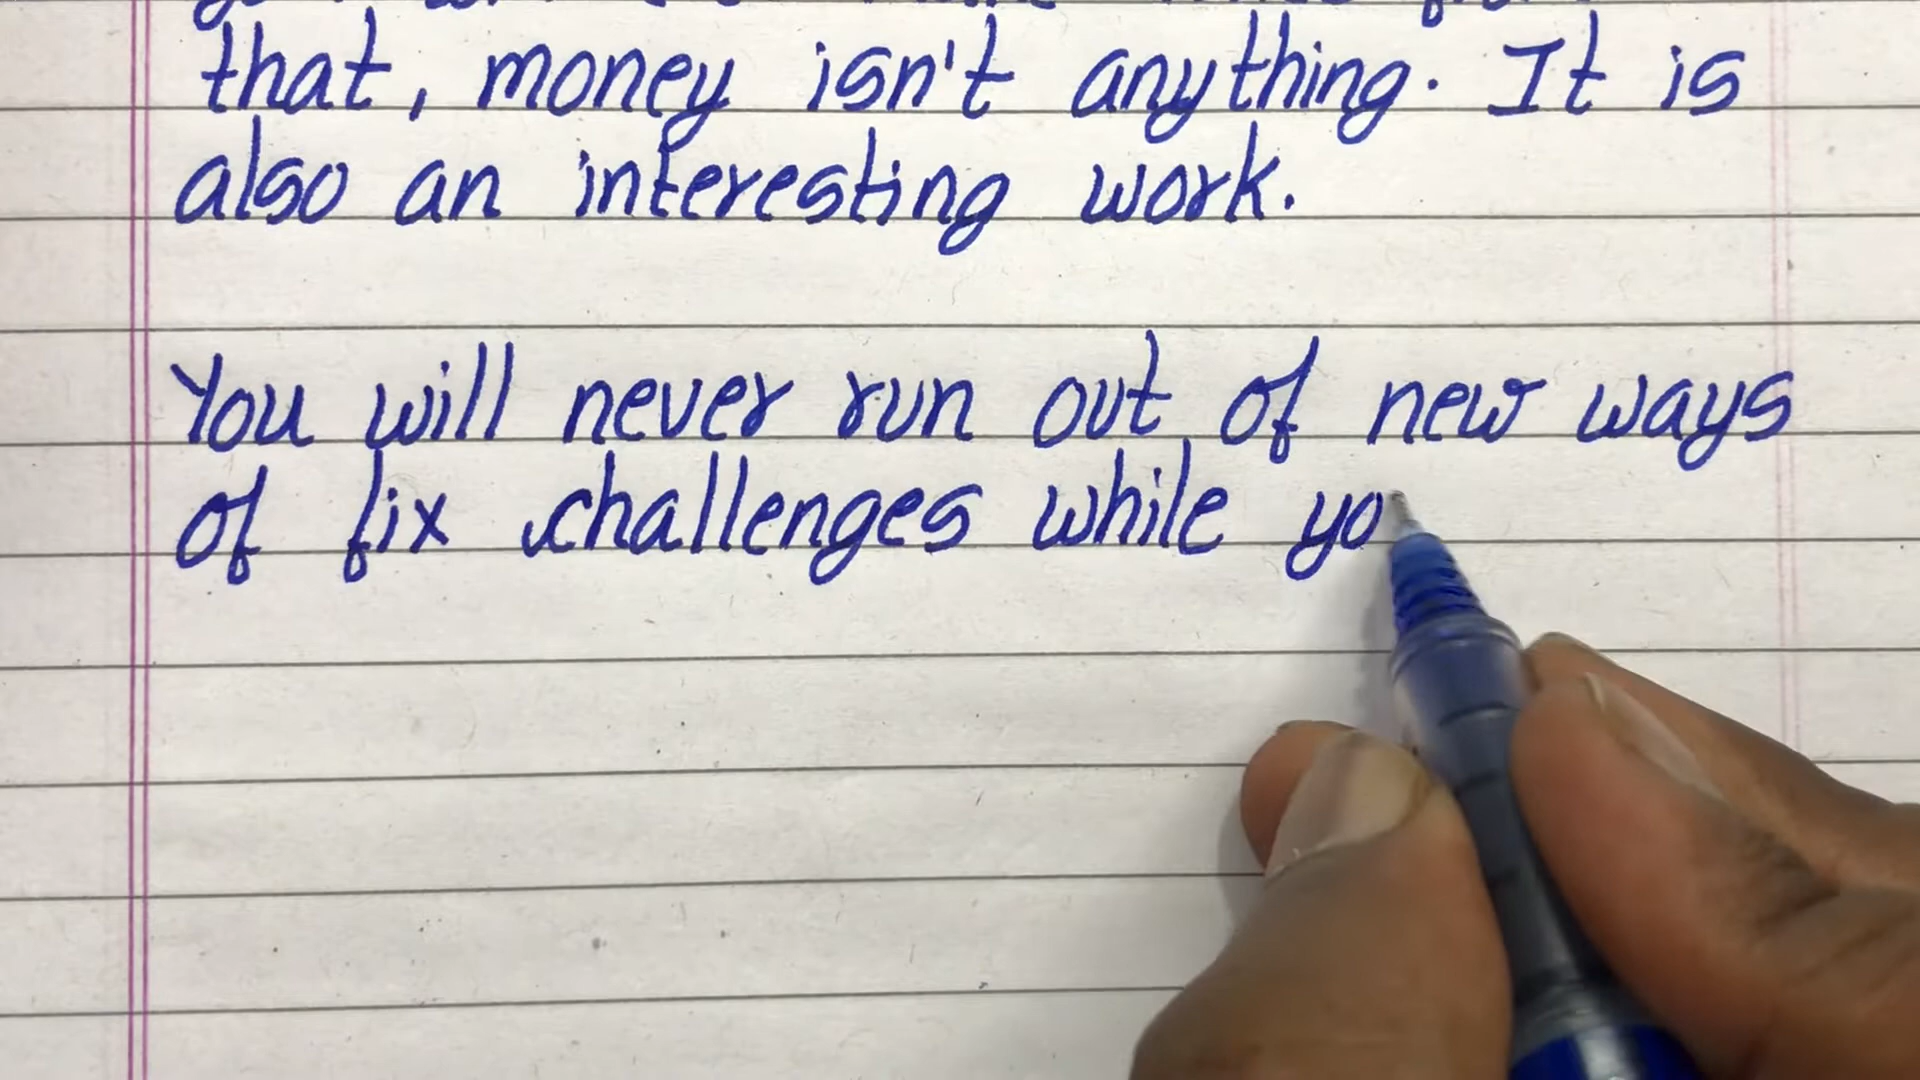 that, money isn't anything. It is
also an interesting work.
You will never run out of new ways
of fix challenges while yo